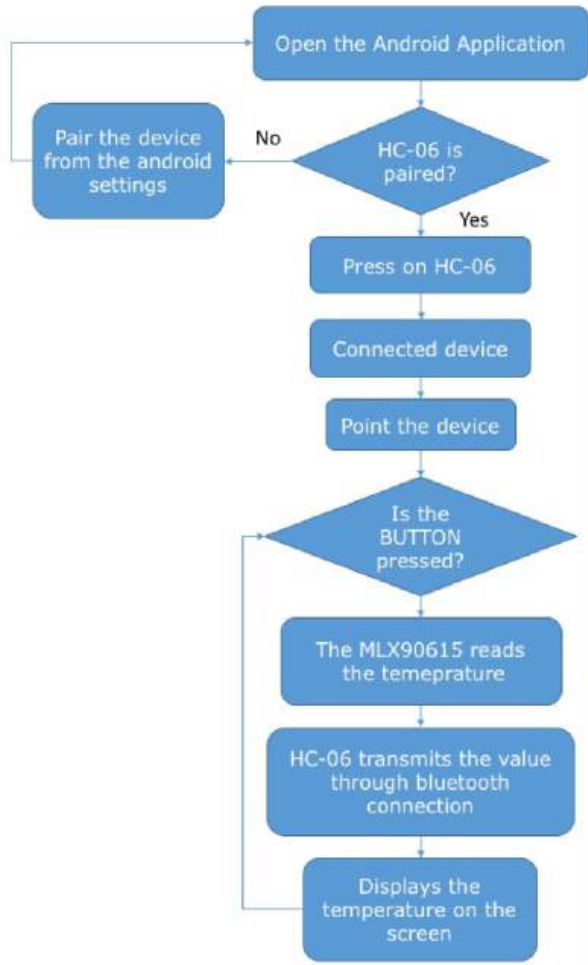 Open the Android Application
Pair the device
from the android
settings
No
HC-06 is
paired?
Yes
Press on HC-06
Connected device
Point the device
Is the
BUTTON
pressed?
The MLX90615 reads
the temeprature
HC-06 transmits the value
through bluetooth
connection
Displays the
temperature on the
screen